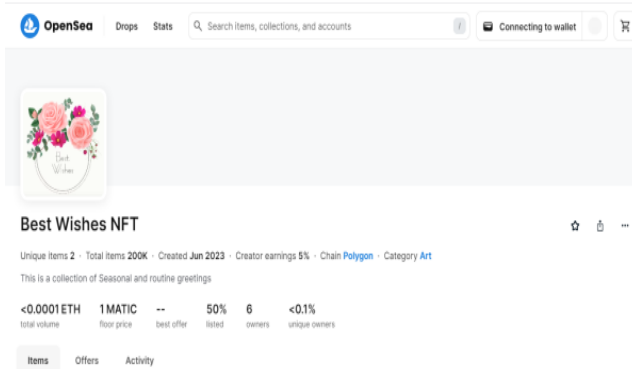 OpenSea Drops Stats Search items, collections, and accounts / Connecting to wallet
Best Wishes
Best Wishes NFT
Unique items 2 · Total items 200K · Created Jun 2023 · Creator earnings 5% · Chain Polygon · Category Art
This is a collection of Seasonal and routine greetings
<0.0001 ETH 1 MATIC -- 50% 6 <0.1%
total volume floor price best offer listed owners unique owners
Items Offers Activity